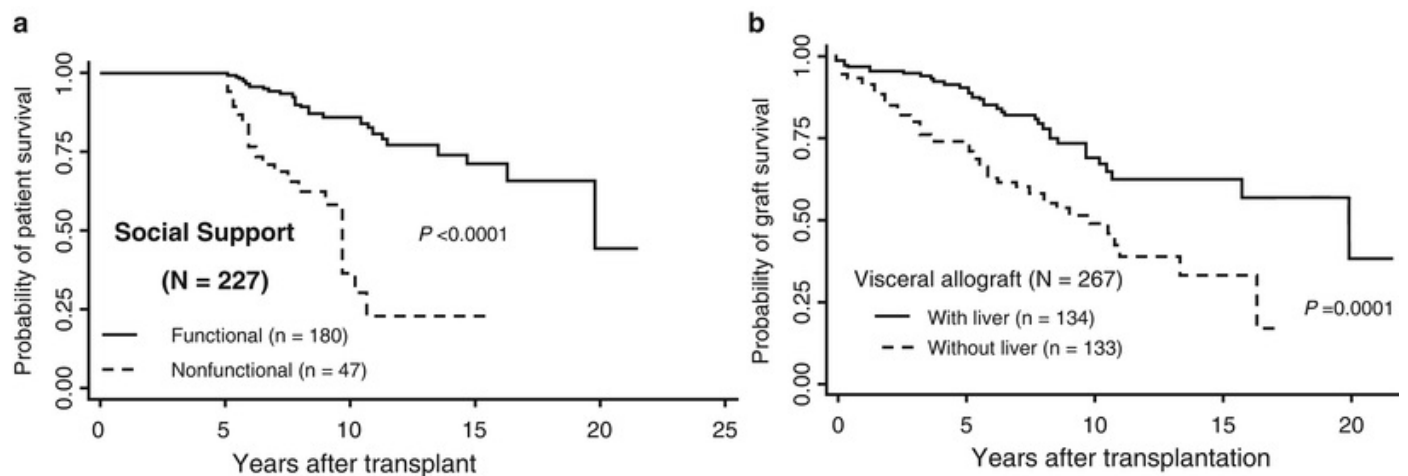 a
Probability of patient survival
1.00
0.75
0.50
0.25
0.00
Social Support
(N = 227)
P <0.0001
Functional (n = 180)
Nonfunctional (n = 47)
0 5 10 15 20 25
Years after transplant
b
Probability of graft survival
1.00
0.75
0.50
0.25
0.00
Visceral allograft (N = 267)
With liver (n = 134)
Without liver (n = 133)
P =0.0001
0 5 10 15 20
Years after transplantation